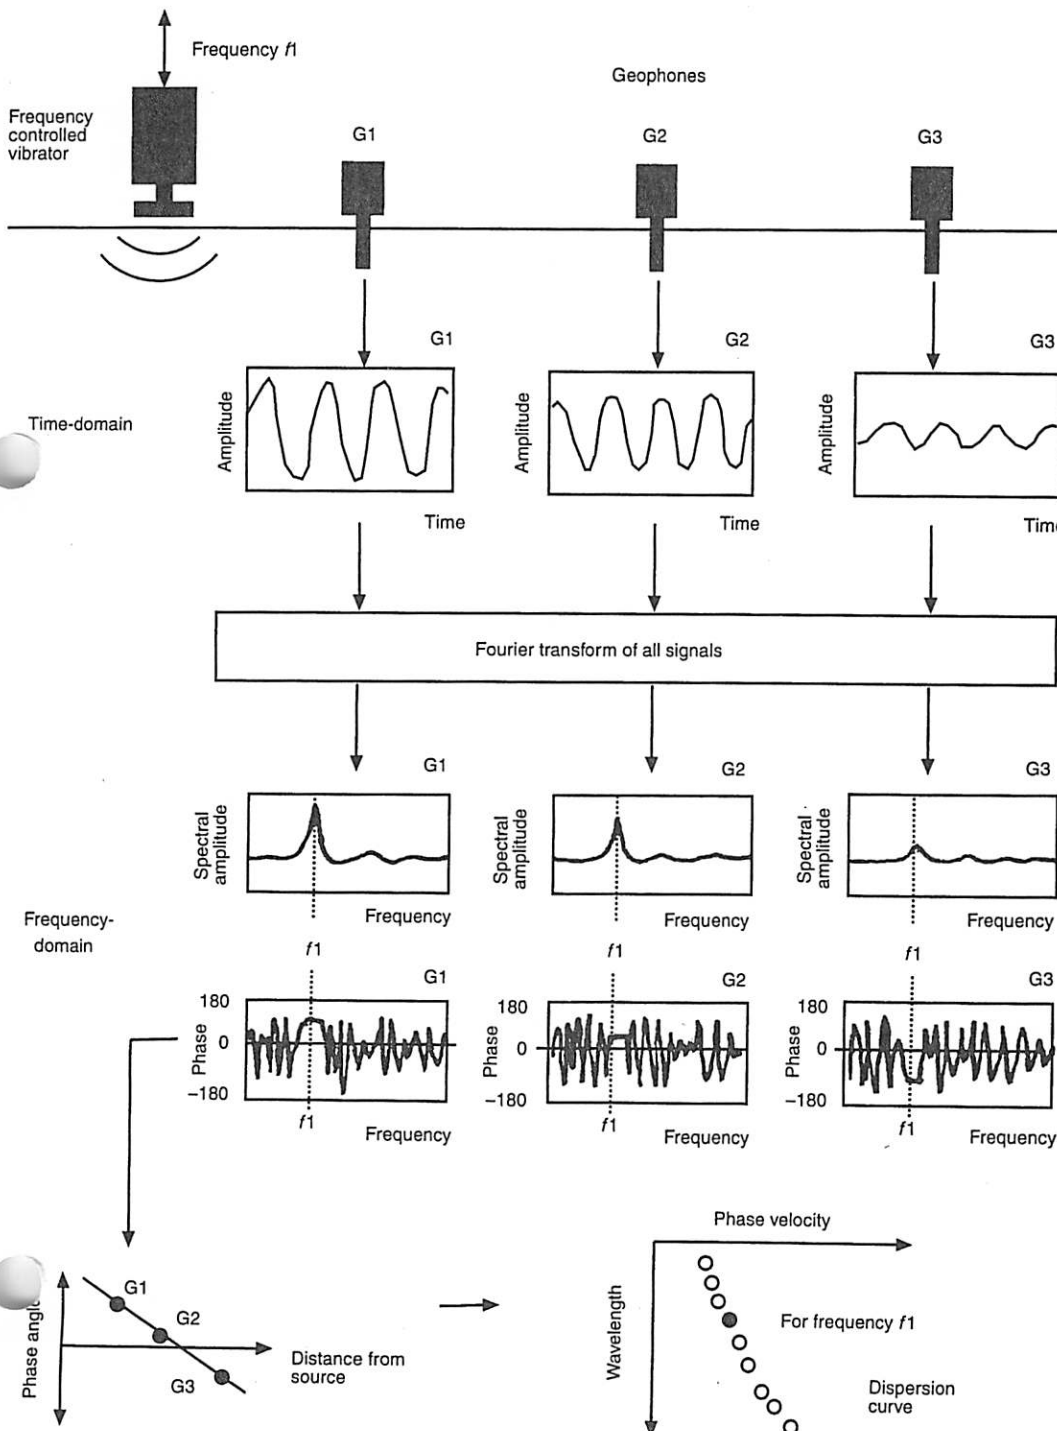 Frequency f1
Geophones
Frequency
controlled
vibrator
G1
G2
G3
G1
G2
G3
Time-domain
Amplitude
Amplitude
Amplitude
Time
Time
Time
Fourier transform of all signals
G1
G2
G3
Spectral
amplitude
Spectral
amplitude
Spectral
amplitude
Frequency
Frequency
Frequency
Frequency-
domain
f1
f1
f1
G1
G2
G3
180
0
−180
Phase
180
0
−180
Phase
180
0
−180
Phase
f1
f1
f1
Frequency
Frequency
Frequency
Phase velocity
G1
G2
G3
Phase angle
Distance from
source
Wavelength
For frequency f1
Dispersion
curve